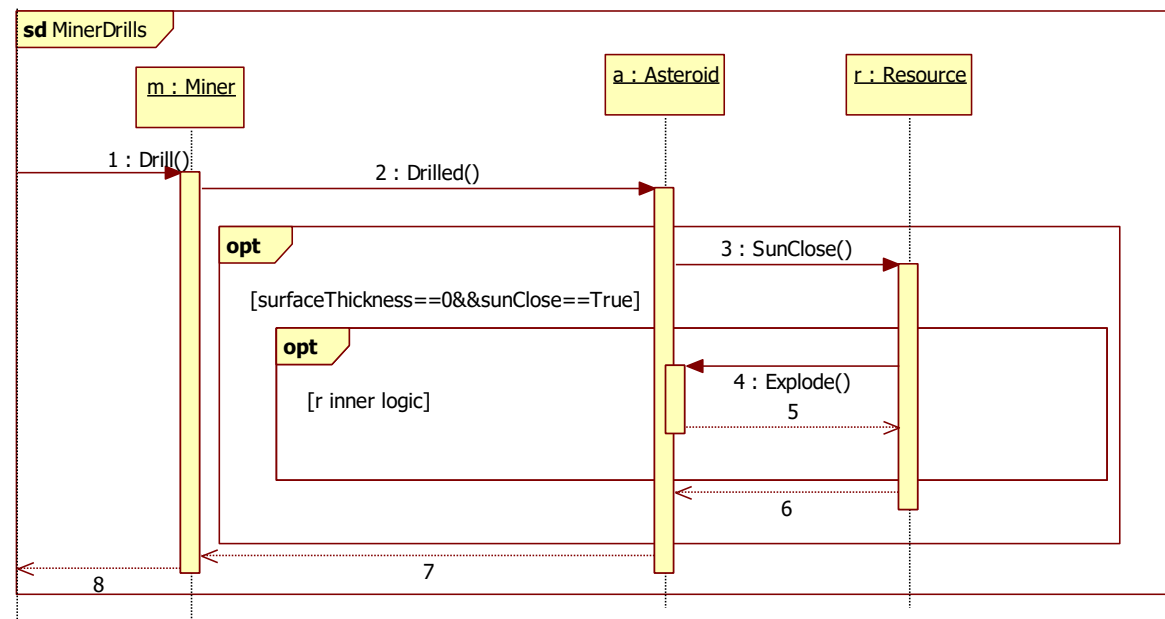 sd MinerDrills
m : Miner
a : Asteroid
r : Resource
1 : Drill()
2 : Drilled()
opt
3 : SunClose()
[surfaceThickness==0&&sunClose==True]
opt
4 : Explode()
[r inner logic]
5
6
7
8